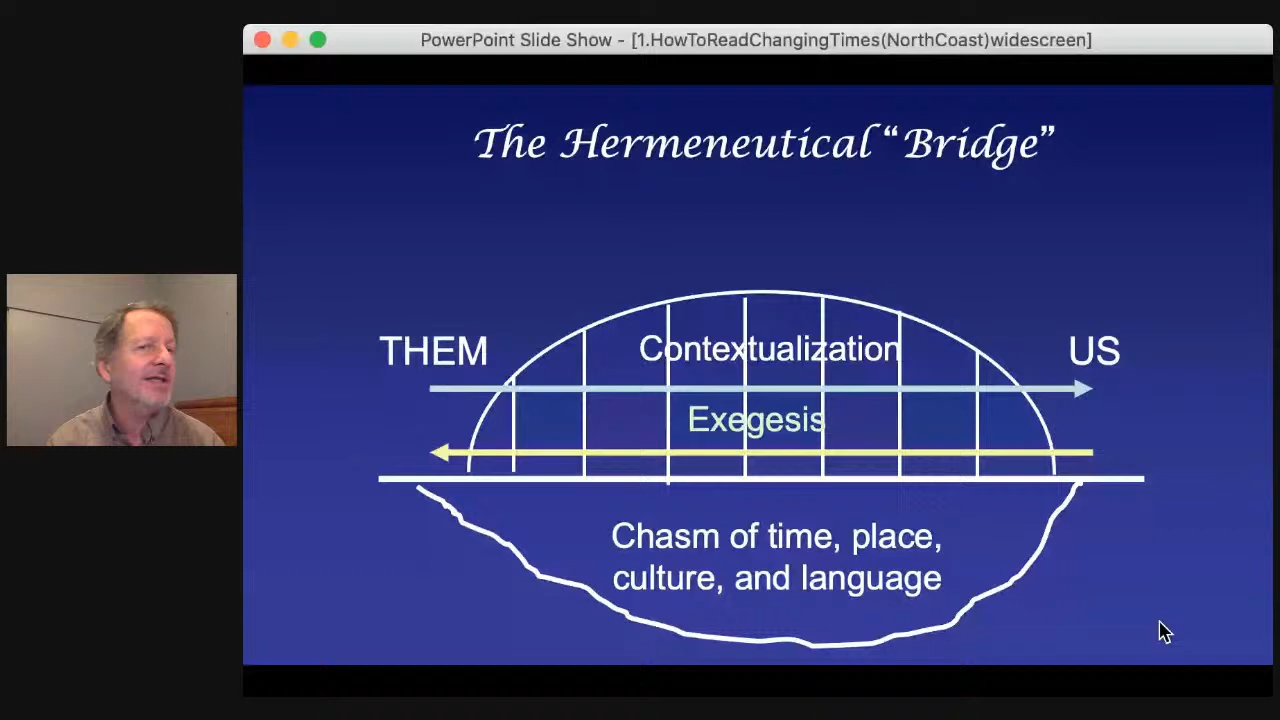 PowerPoint Slide Show - [1.HowToReadChangingTimes(NorthCoast)widescreen]
The Hermeneutical “Bridge”
THEM
Contextualization
US
Exegesis
Chasm of time, place,
culture, and language